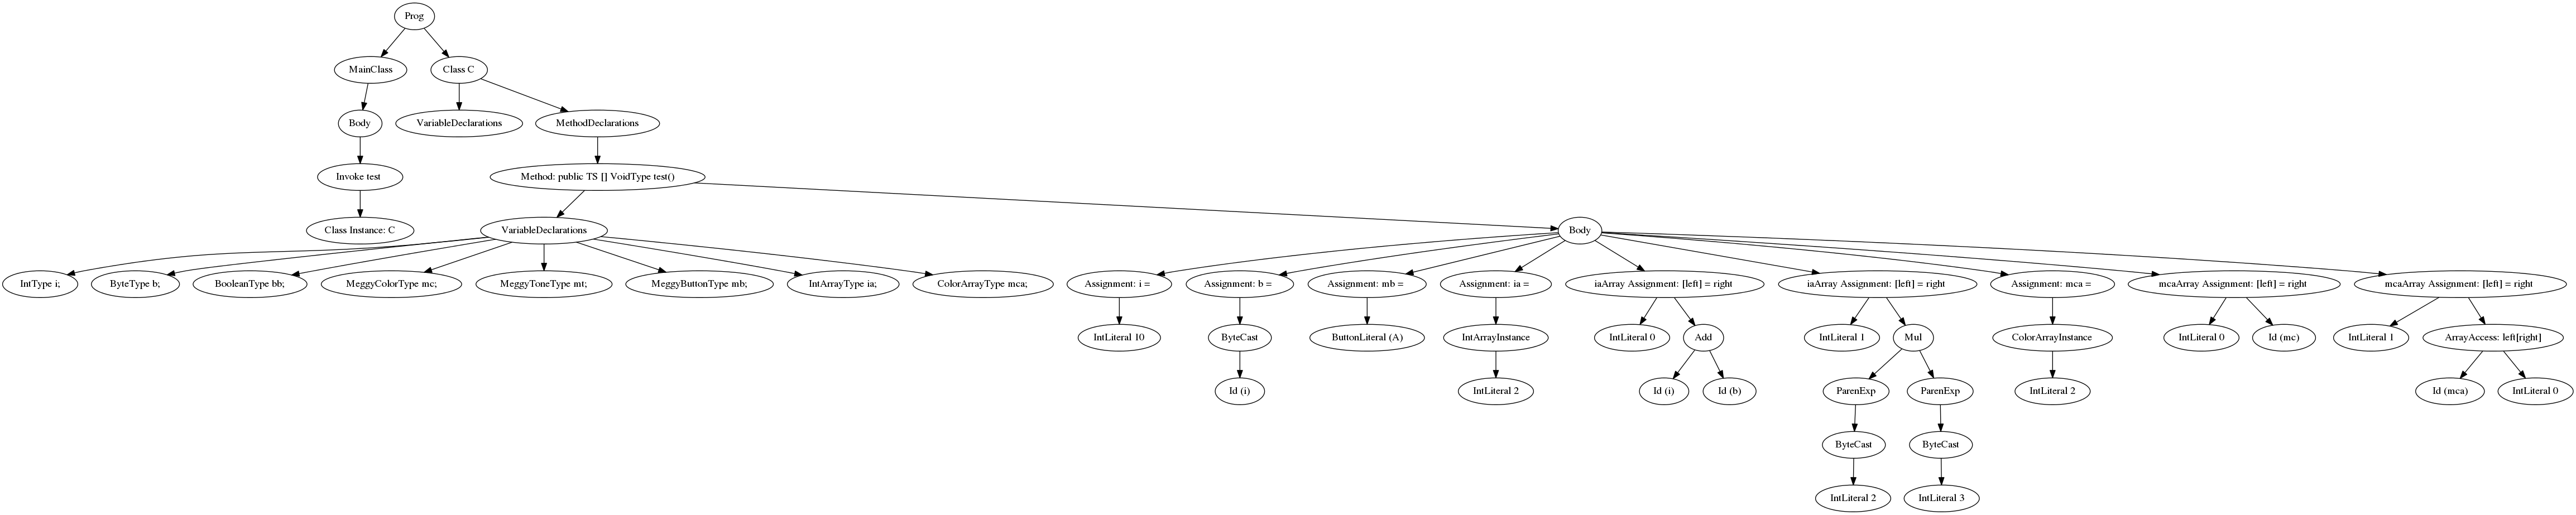 Prog
MainClass
Class C
Body
VariableDeclarations
MethodDeclarations
Invoke test
Method: public TS [] VoidType test()
Class Instance: C
VariableDeclarations
Body
IntType i;
ByteType b;
BooleanType bb;
MeggyColorType mc;
MeggyToneType mt;
MeggyButtonType mb;
IntArrayType ia;
ColorArrayType mca;
Assignment: i =
Assignment: b =
Assignment: mb =
Assignment: ia =
iaArray Assignment: [left] = right
iaArray Assignment: [left] = right
Assignment: mca =
mcaArray Assignment: [left] = right
mcaArray Assignment: [left] = right
IntLiteral 10
ByteCast
ButtonLiteral (A)
IntArrayInstance
IntLiteral 0
Add
IntLiteral 1
Mul
ColorArrayInstance
IntLiteral 0
Id (mc)
IntLiteral 1
ArrayAccess: left[right]
Id (i)
IntLiteral 2
Id (i)
Id (b)
ParenExp
ParenExp
IntLiteral 2
Id (mca)
IntLiteral 0
ByteCast
ByteCast
IntLiteral 2
IntLiteral 3